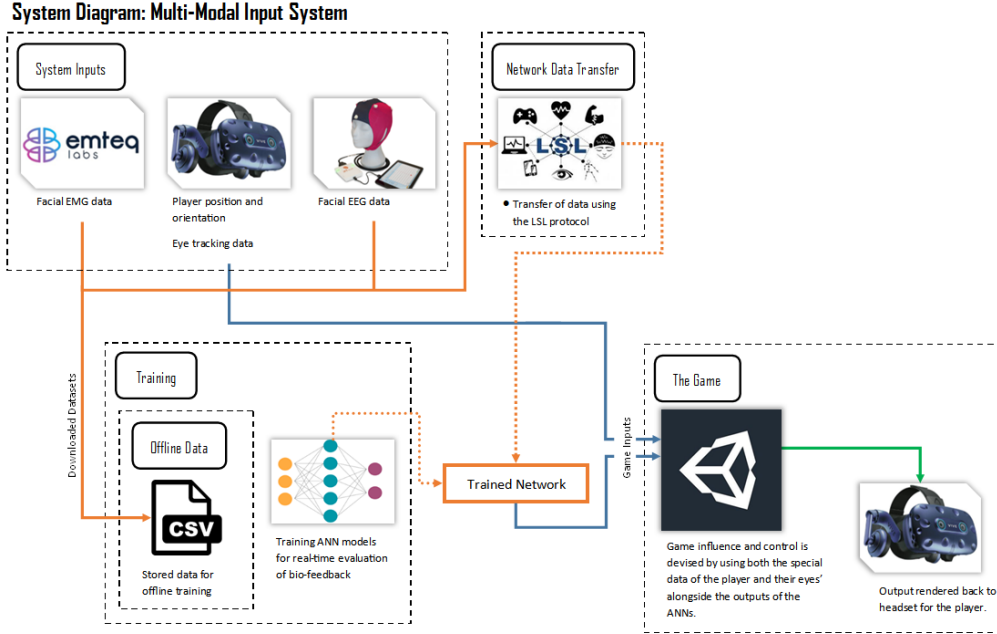 System Diagram: Multi-Modal Input System
System Inputs
emteq
labs
Facial EMG data
Player position and
orientation
Eye tracking data
Facial EEG data
Network Data Transfer
LSL
• Transfer of data using
the LSL protocol
Downloaded Datasets
Training
Offline Data
CSV
Stored data for
offline training
Training ANN models
for real-time evaluation
of bio-feedback
Trained Network
Game Inputs
The Game
Game influence and control is
devised by using both the special
data of the player and their eyes’
alongside the outputs of the
ANNs.
Output rendered back to
headset for the player.